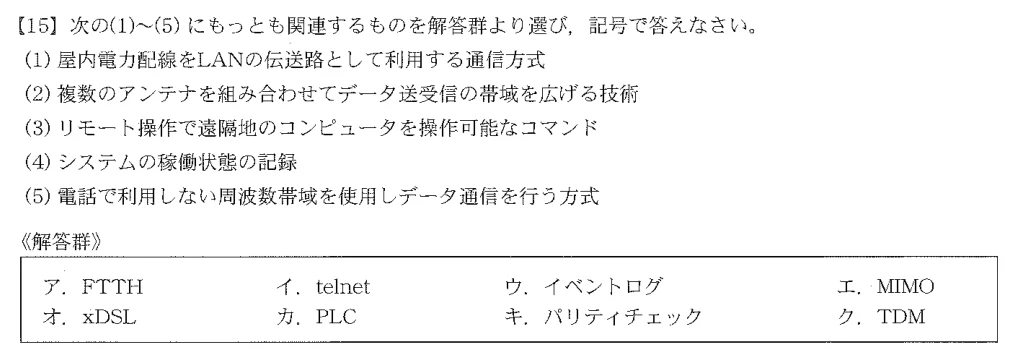 【15】次の(1)～(5)にもっとも関連するものを解答群より選び，記号で答えなさい。
(1) 屋内電力配線をLANの伝送路として利用する通信方式
(2) 複数のアンテナを組み合わせてデータ送受信の帯域を広げる技術
(3) リモート操作で遠隔地のコンピュータを操作可能なコマンド
(4) システムの稼働状態の記録
(5) 電話で利用しない周波数帯域を使用しデータ通信を行う方式
《解答群》
ア．FTTH イ．telnet ウ．イベントログ エ．MIMO
オ．xDSL カ．PLC キ．パリティチェック ク．TDM